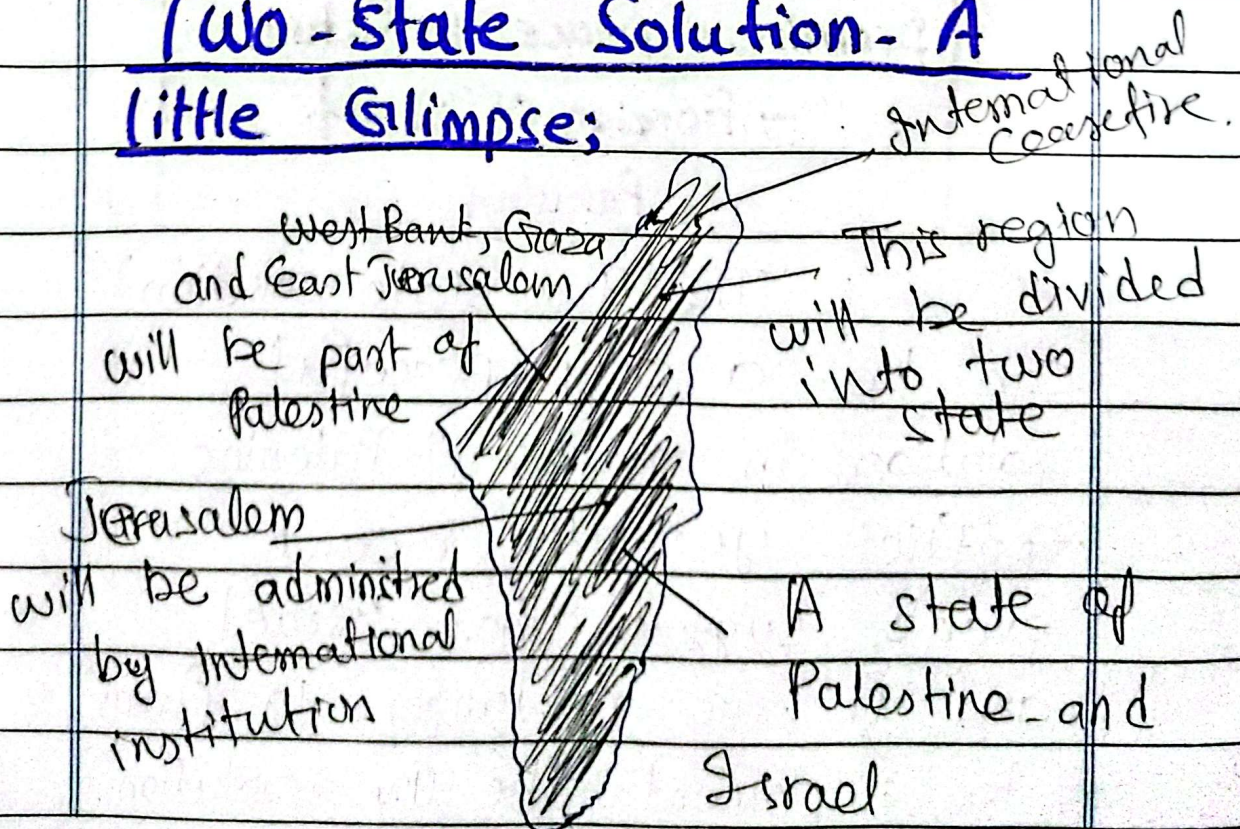 Two-State Solution- A
little Glimpse;
International
Ceasefire.
West Bank, Gaza
and East Jerusalem
will be part of
Palestine
This region
will be divided
into two
state
Jerusalem
will be adminstred
by International
institution
A state of
Palestine and
Israel